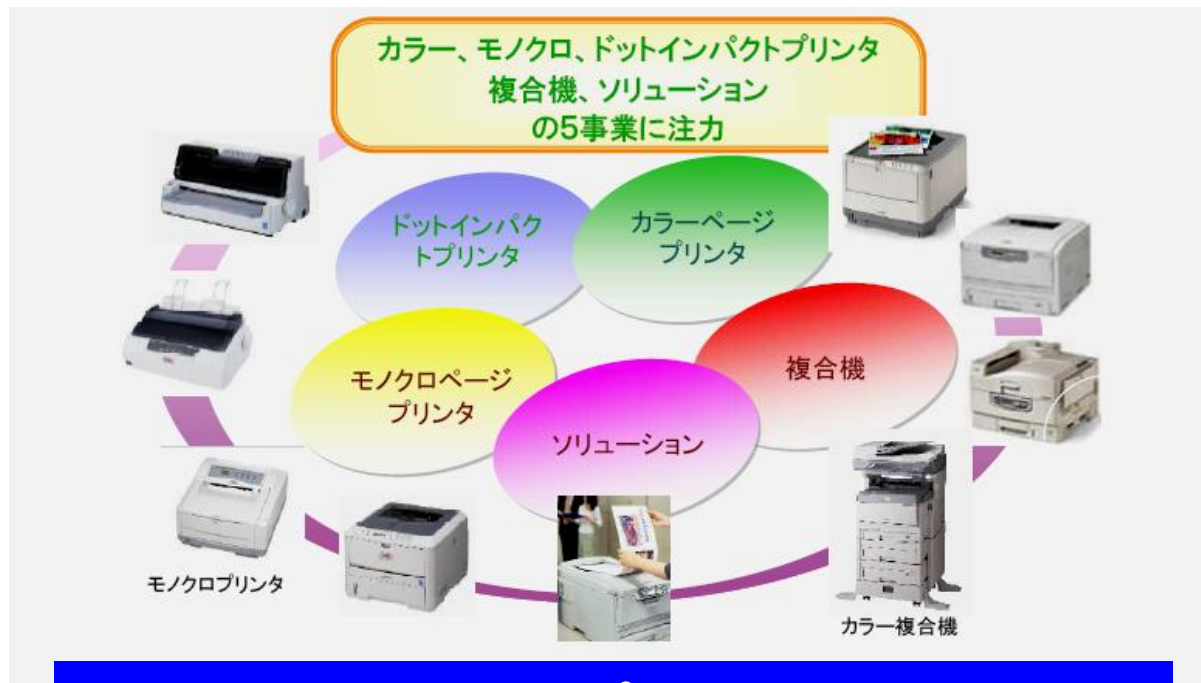 カラー、モノクロ、ドットインパクトプリンタ
複合機、ソリューション
の5事業に注力
ドットインパク
トプリンタ
カラーページ
プリンタ
モノクロページ
プリンタ
ソリューション
複合機
モノクロプリンタ
カラー複合機